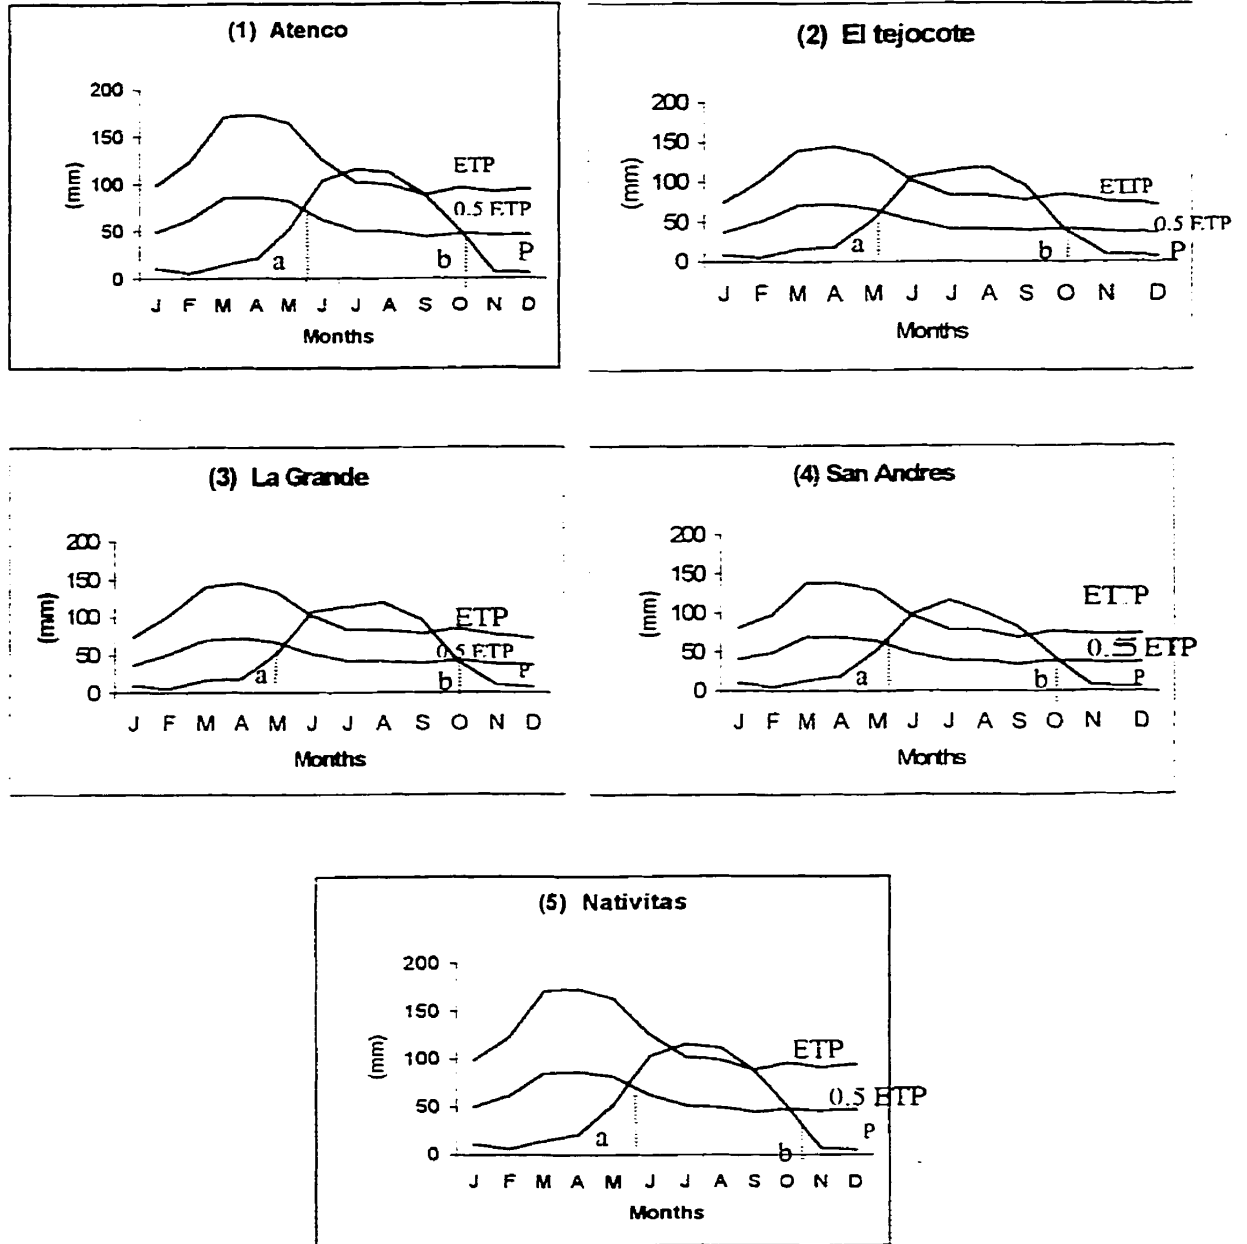 (1) Atenco
200
150
100
50
0
(mm)
ETP
0.5 ETP
P
a
b
J F M A M J J A S O N D
Months
(2) El tejocote
200
150
100
50
0
(mm)
ETTP
0.5 ETP
P
a
b
J F M A M J J A S O N D
Months
(3) La Grande
200
150
100
50
0
(mm)
ETP
0.5 ETP
P
a
b
J F M A M J J A S O N D
Months
(4) San Andres
200
150
100
50
0
(mm)
ETTP
0.5 ETP
P
a
b
J F M A M J J A S O N D
Months
(5) Nativitas
200
150
100
50
0
(mm)
ETP
0.5 ETP
P
a
b
J F M A M J J A S O N D
Months